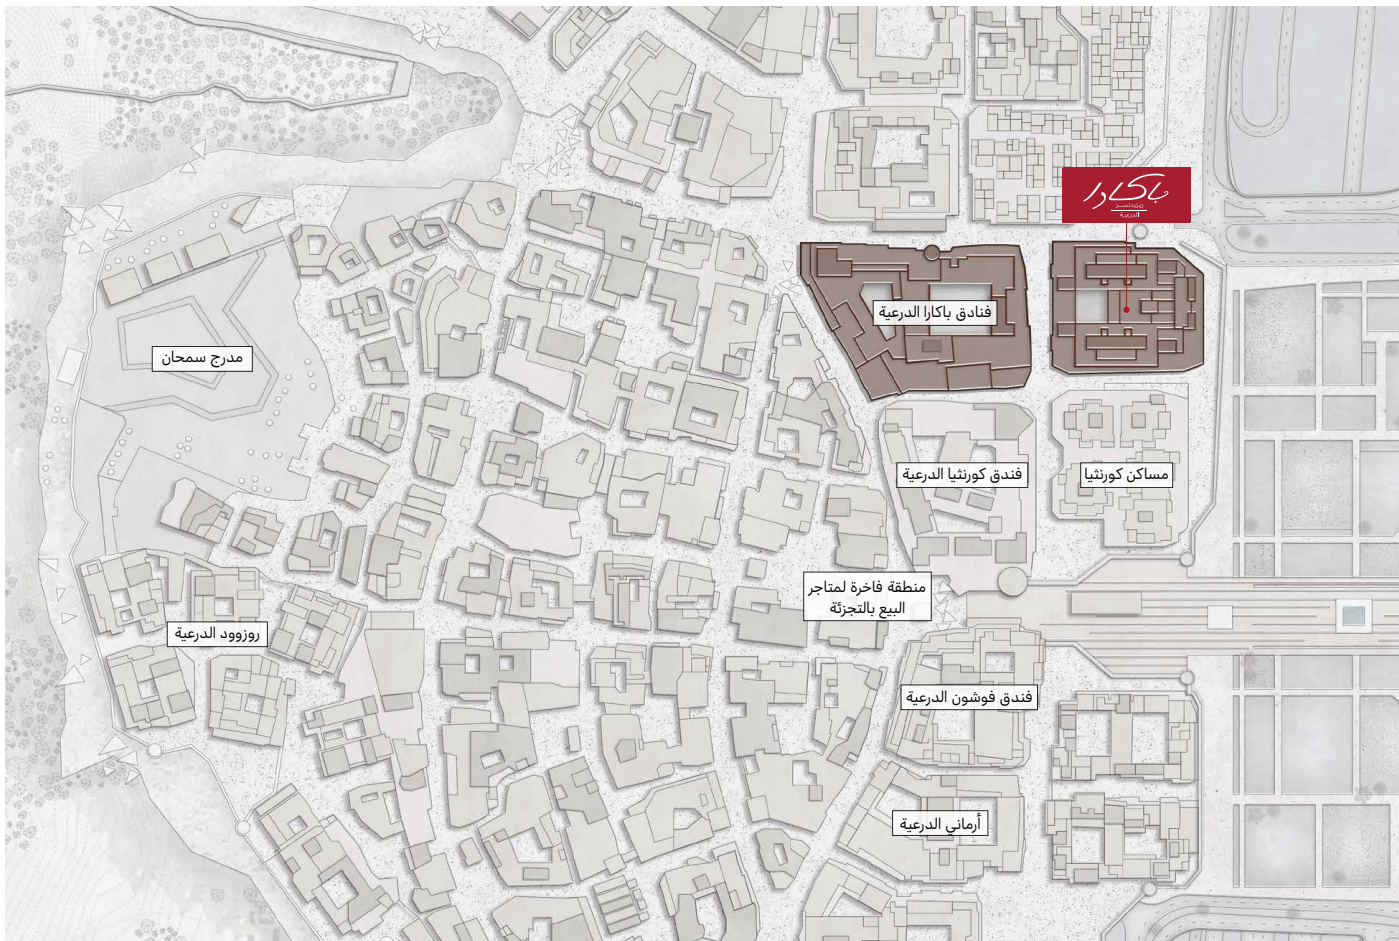 باكارا
ريزيدنسز
الدرعية
فنادق باكارا الدرعية
مدرج سمحان
فندق كورنثيا الدرعية
مساكن كورنثيا
منطقة فاخرة لمتاجر
البيع بالتجزئة
روزوود الدرعية
فندق فوشون الدرعية
أرماني الدرعية